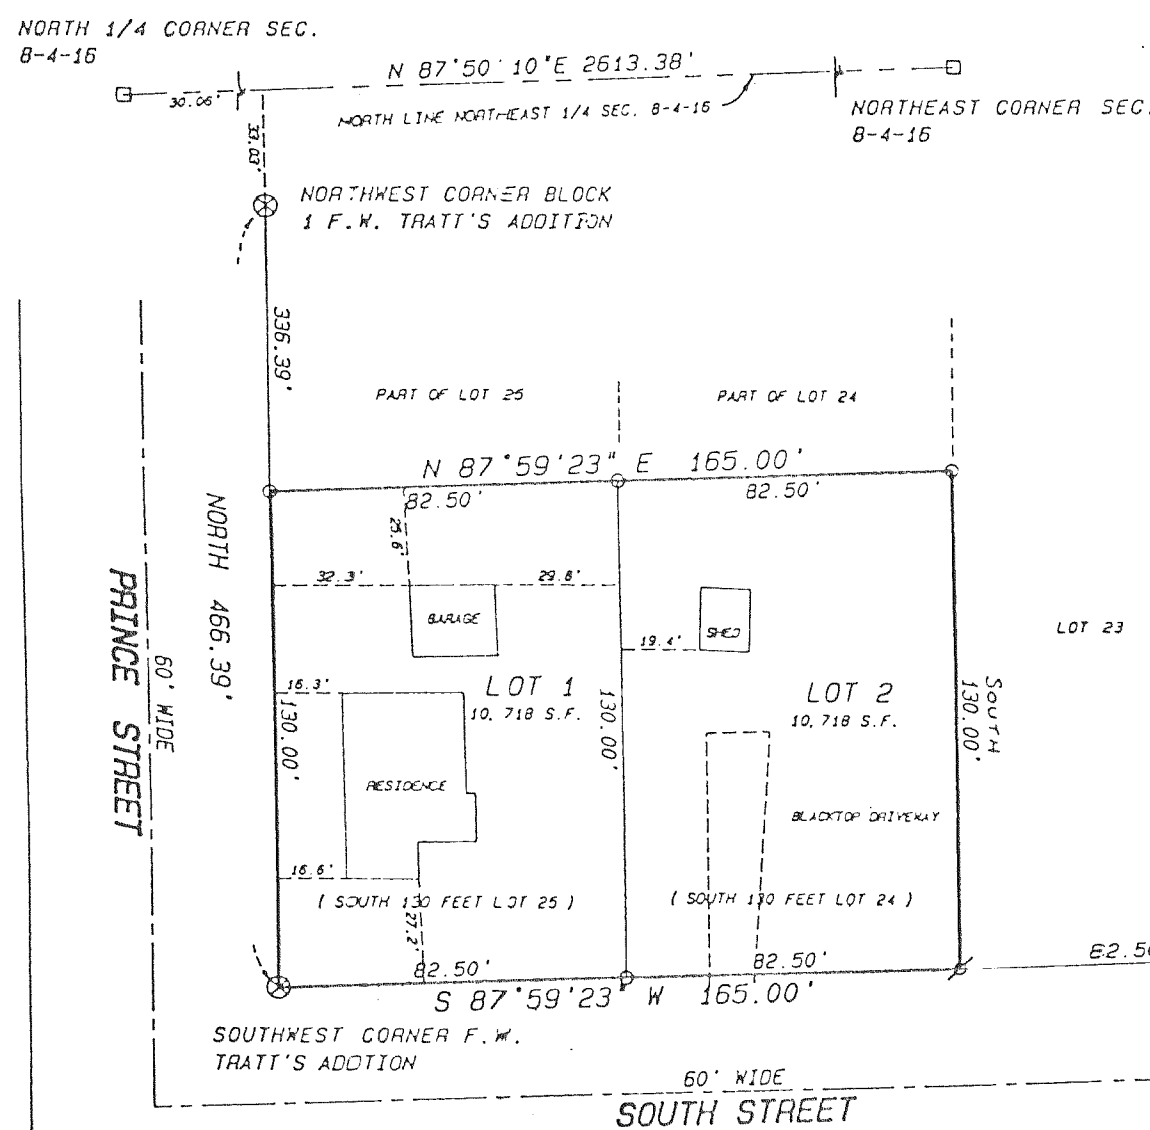 NORTH 1/4 CORNER SEC.
8-4-16
N 87°50'10"E 2613.38'
30.06'
NORTH LINE NORTHEAST 1/4 SEC. 8-4-16
NORTHEAST CORNER SEC.
8-4-16
33.03'
NORTHWEST CORNER BLOCK
1 F.W. TRATT'S ADDITION
336.39'
PART OF LOT 25
PART OF LOT 24
N 87°59'23" E 165.00'
82.50'
82.50'
25.6'
NORTH 466.39'
32.3'
29.8'
GARAGE
SHED
19.4'
LOT 23
PRINCE STREET
60' WIDE
16.3'
LOT 1
10,718 S.F.
LOT 2
10,718 S.F.
130.00'
130.00'
SOUTH
130.00'
RESIDENCE
BLACKTOP DRIVEWAY
16.6'
( SOUTH 130 FEET LOT 25 )
( SOUTH 130 FEET LOT 24 )
27.2'
82.50'
82.50'
82.50
S 87°59'23" W 165.00'
SOUTHWEST CORNER F.W.
TRATT'S ADDTION
60' WIDE
SOUTH STREET